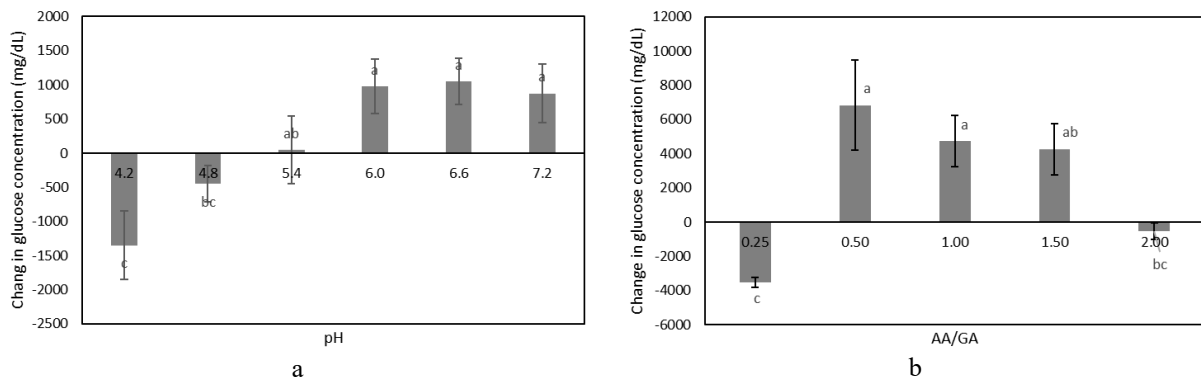 Chang in glucose concentration (mg/dL)
2000
1500
1000
500
0
-500
-1000
-1500
-2000
-2500
4.2
4.8
5.4
6.0
6.6
7.2
c
bc
ab
a
a
a
pH
a
Change in glucose concentration (mg/dL)
12000
10000
8000
6000
4000
2000
0
-2000
-4000
-6000
0.25
0.50
1.00
1.50
2.00
c
a
a
ab
bc
AA/GA
b